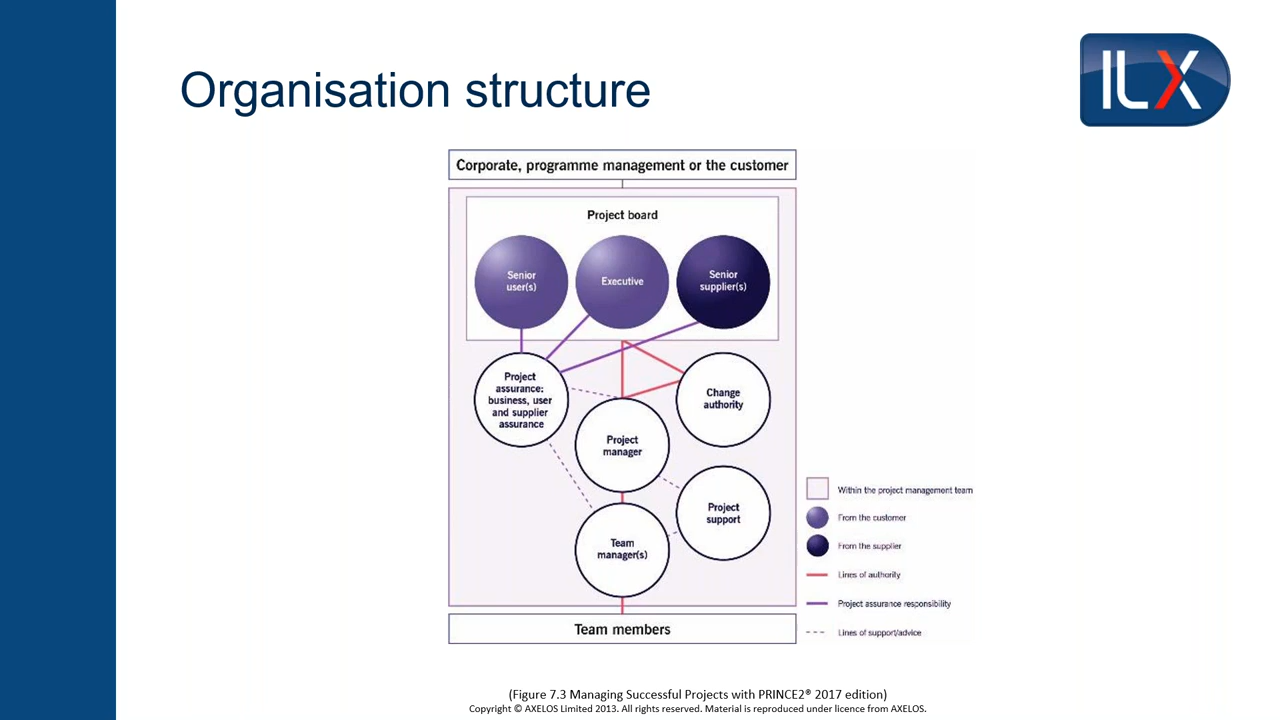 Organisation structure
ILX
Corporate, programme management or the customer
Project board
Senior
user(s)
Executive
Senior
supplier(s)
Project
assurance:
business, user
and supplier
assurance
Change
authority
Project
manager
Project
support
Team
manager(s)
Team members
Within the project management team
From the customer
From the supplier
Lines of authority
Project assurance responsibility
Lines of support/advice
(Figure 7.3 Managing Successful Projects with PRINCE2® 2017 edition)
Copyright © AXELOS Limited 2013. All rights reserved. Material is reproduced under licence from AXELOS.